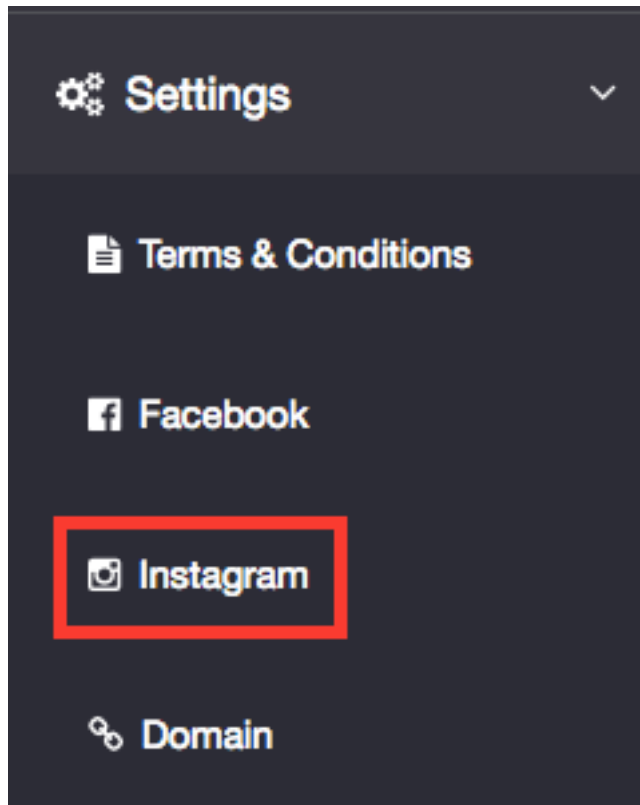 Settings
Terms & Conditions
Facebook
Instagram
Domain